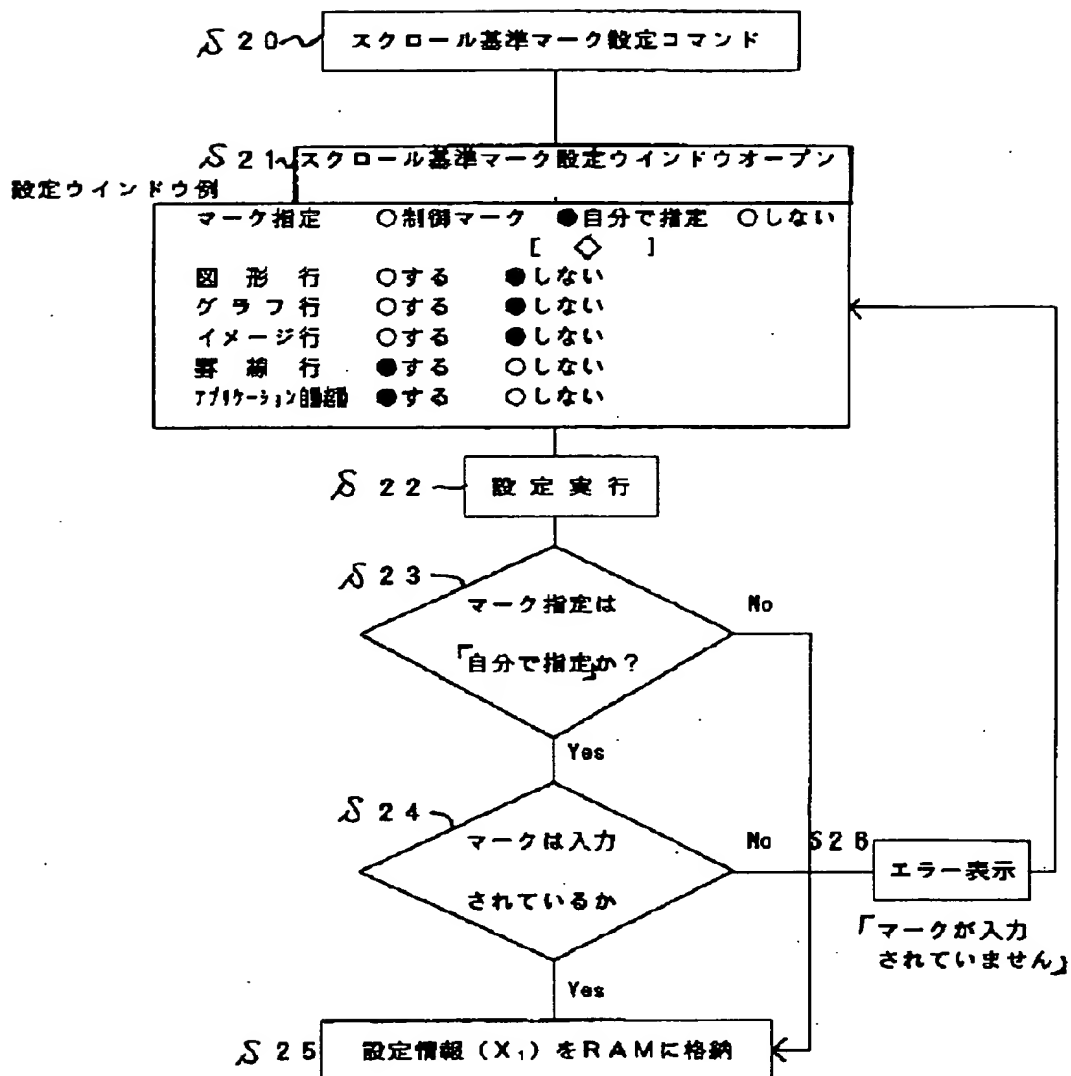 S20 スクロール基準マーク設定コマンド
S21 スクロール基準マーク設定ウインドウオープン
設定ウインドウ例
マーク指定 ○制御マーク ●自分で指定 ○しない
[ ◇ ]
図形行 ○する ●しない
グラフ行 ○する ●しない
イメージ行 ○する ●しない
罫線行 ●する ○しない
アプリケーション ●する ○しない
S22 設定実行
S23
マーク指定は
No
「自分で指定」か?
Yes
S24
マークは入力
No S26
エラー表示
されているか
「マークが入力
されていません」
Yes
S25 設定情報(X₁)をRAMに格納